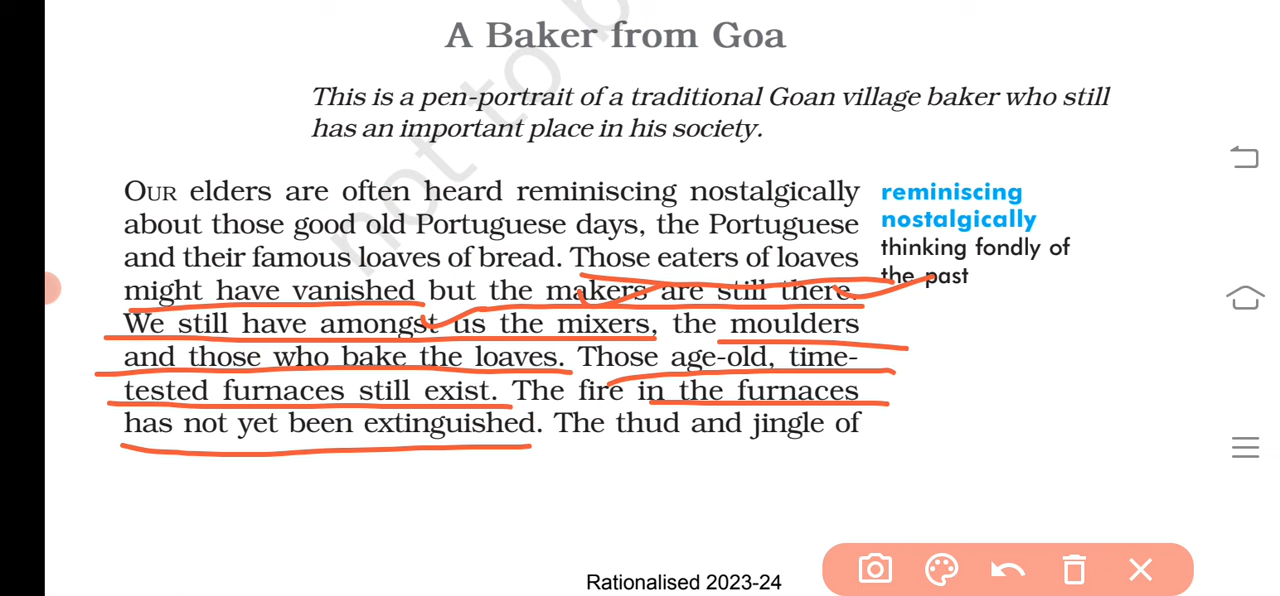 A Baker from Goa
This is a pen-portrait of a traditional Goan village baker who still
has an important place in his society.
OUR elders are often heard reminiscing nostalgically
about those good old Portuguese days, the Portuguese
and their famous loaves of bread. Those eaters of loaves
might have vanished but the makers are still there.
We still have amongst us the mixers, the moulders
and those who bake the loaves. Those age-old, time-
tested furnaces still exist. The fire in the furnaces
has not yet been extinguished. The thud and jingle of
reminiscing
nostalgically
thinking fondly of
the past
not to b
Rationalised 2023-24